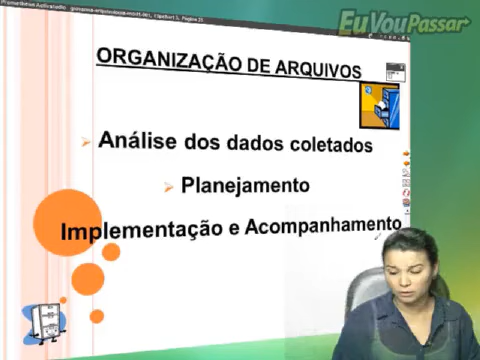 EuVouPassar
ORGANIZAÇÃO DE ARQUIVOS
Análise dos dados coletados
Planejamento
Implementação e Acompanhamento